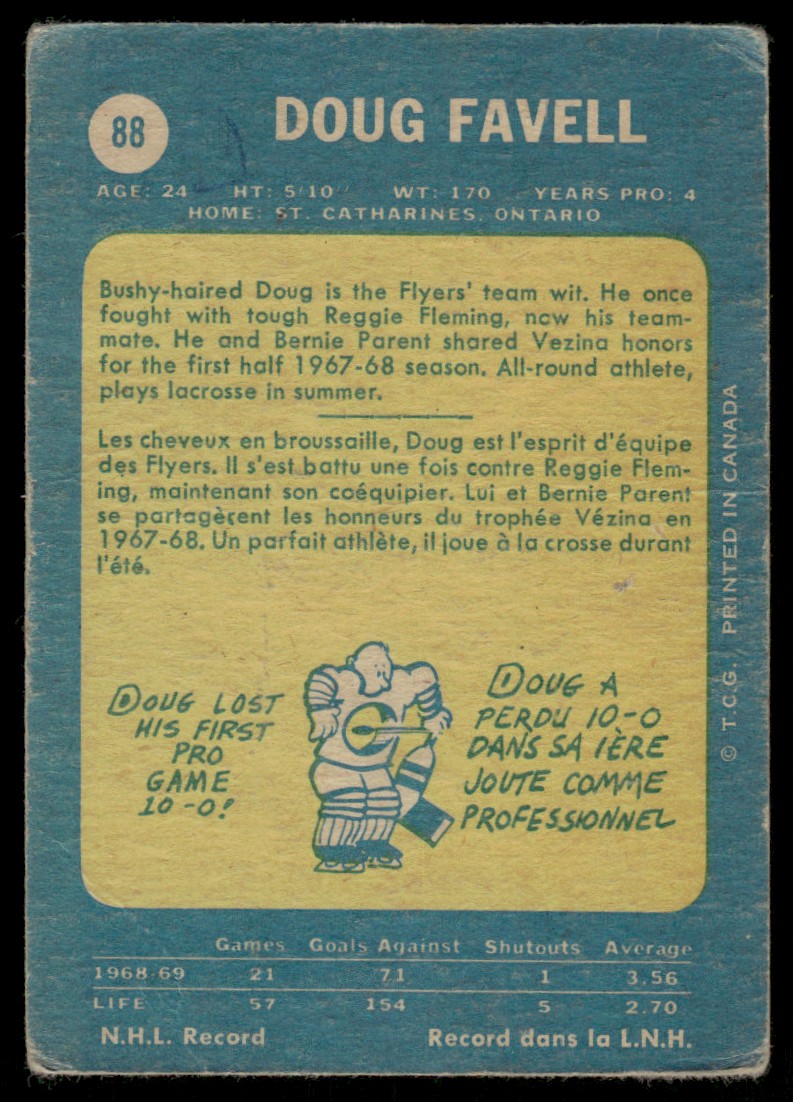 88
DOUG FAVELL
AGE: 24 HT: 5'10" WT: 170 YEARS PRO: 4
HOME: ST. CATHARINES, ONTARIO
Bushy-haired Doug is the Flyers' team wit. He once
fought with tough Reggie Fleming, now his team-
mate. He and Bernie Parent shared Vezina honors
for the first half 1967-68 season. All-round athlete,
plays lacrosse in summer.
Les cheveux en broussaille, Doug est l'esprit d'équipe
des Flyers. Il s'est battu une fois contre Reggie Flem-
ing, maintenant son coéquipier. Lui et Bernie Parent
se partagèrent les honneurs du trophée Vézina en
1967-68. Un parfait athlète, il joue à la crosse durant
l'été.
DOUG LOST
HIS FIRST
PRO
GAME
10-0!
DOUG A
PERDU 10-0
DANS SA 1ÈRE
JOUTE COMME
PROFESSIONNEL
© T.C.G. PRINTED IN CANADA
Games Goals Against Shutouts Average
1968-69 21 71 1 3.56
LIFE 57 154 5 2.70
N.H.L. Record Record dans la L.N.H.